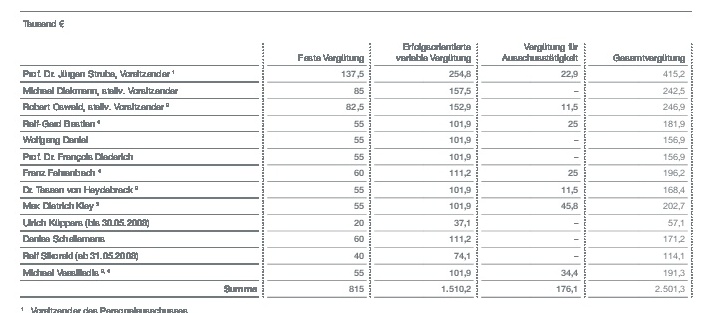 Tausend €
Feste Vergütung Erfolgsorientierte variable Vergütung Vergütung für Ausschusstätigkeit Gesamtvergütung
Prof. Dr. Jürgen Strube, Vorsitzender ¹ 137,5 254,8 22,9 415,2
Michael Diekmann, stellv. Vorsitzender 85 157,5 – 242,5
Robert Oswald, stellv. Vorsitzender ² 82,5 152,9 11,5 246,9
Ralf-Gerd Bastian ⁴ 55 101,9 25 181,9
Wolfgang Daniel 55 101,9 – 156,9
Prof. Dr. François Diederich 55 101,9 – 156,9
Franz Fehrenbach ⁴ 60 111,2 25 196,2
Dr. Tessen von Heydebreck ² 55 101,9 11,5 168,4
Max Dietrich Kley ³ 55 101,9 45,8 202,7
Ulrich Küppers (bis 30.05.2008) 20 37,1 – 57,1
Denise Schellemans 60 111,2 – 171,2
Ralf Sikorski (ab 31.05.2008) 40 74,1 – 114,1
Michael Vassiliadis ²˒ ⁴ 55 101,9 34,4 191,3
Summe 815 1.510,2 176,1 2.501,3
¹ Vorsitzender des Personalausschusses